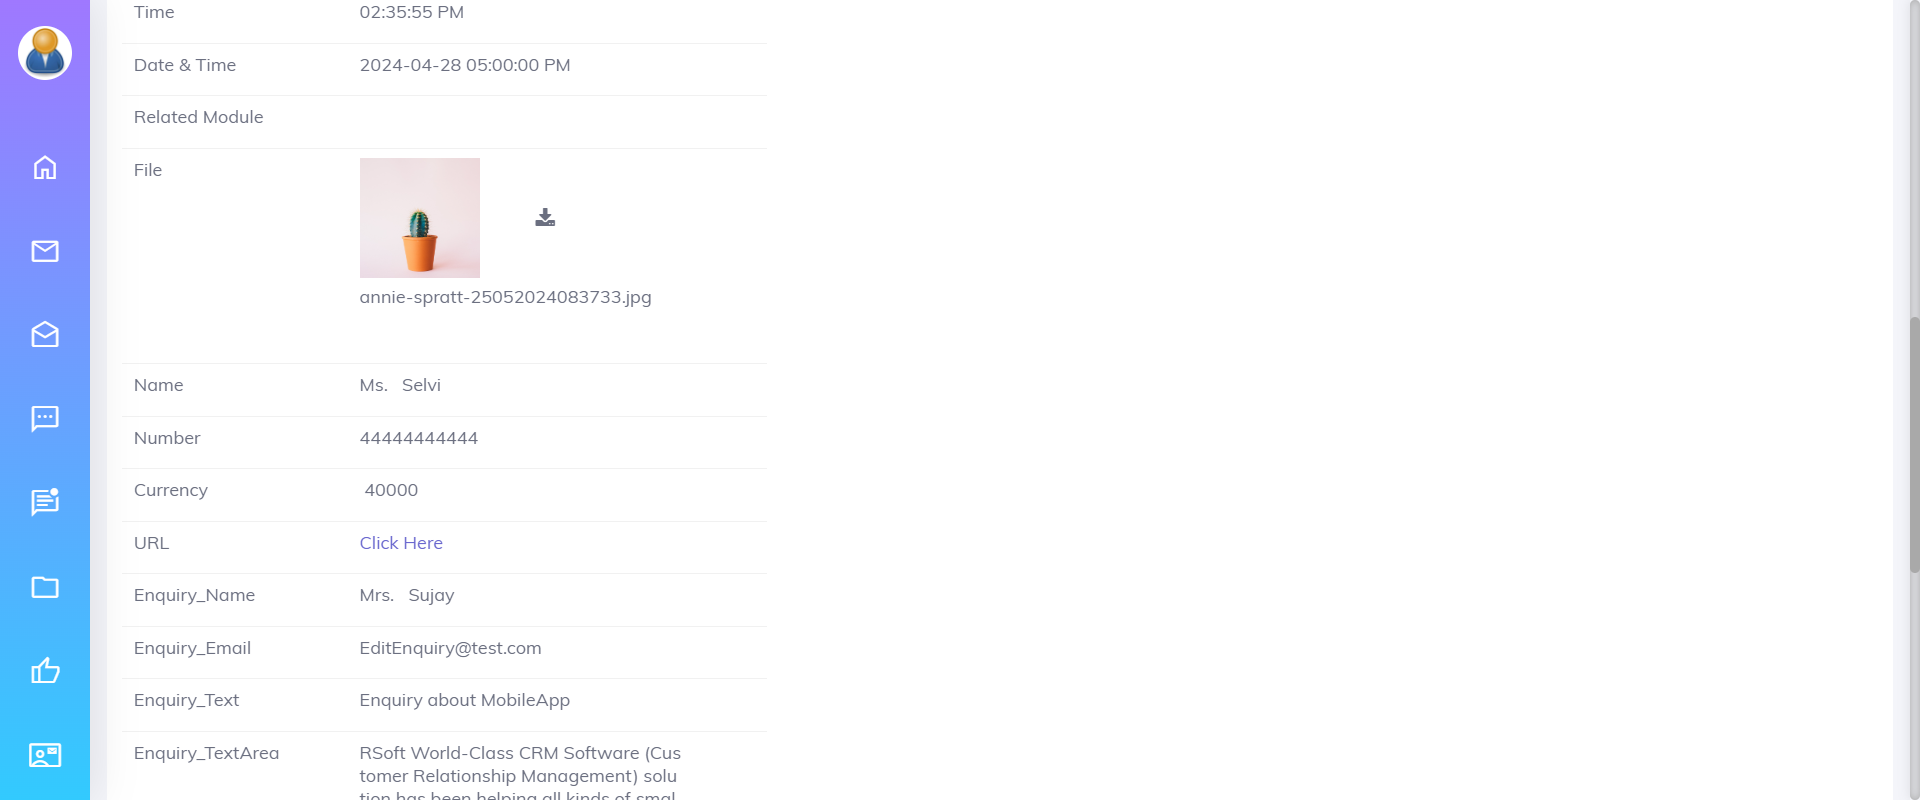 Time 02:35:55 PM
Date & Time 2024-04-28 05:00:00 PM
Related Module
File
annie-spratt-25052024083733.jpg
Name Ms. Selvi
Number 44444444444
Currency 40000
URL Click Here
Enquiry_Name Mrs. Sujay
Enquiry_Email EditEnquiry@test.com
Enquiry_Text Enquiry about MobileApp
Enquiry_TextArea RSoft World-Class CRM Software (Cus
tomer Relationship Management) solu
tion has been helping all kinds of smal